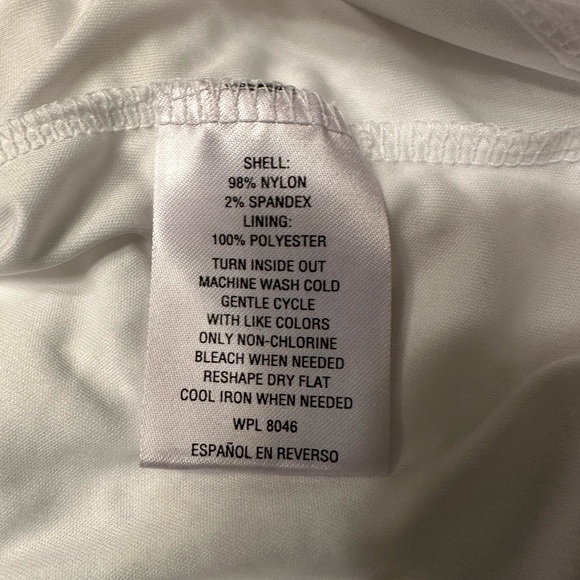 SHELL:
98% NYLON
2% SPANDEX
LINING:
100% POLYESTER
TURN INSIDE OUT
MACHINE WASH COLD
GENTLE CYCLE
WITH LIKE COLORS
ONLY NON-CHLORINE
BLEACH WHEN NEEDED
RESHAPE DRY FLAT
COOL IRON WHEN NEEDED
WPL 8046
ESPAÑOL EN REVERSO